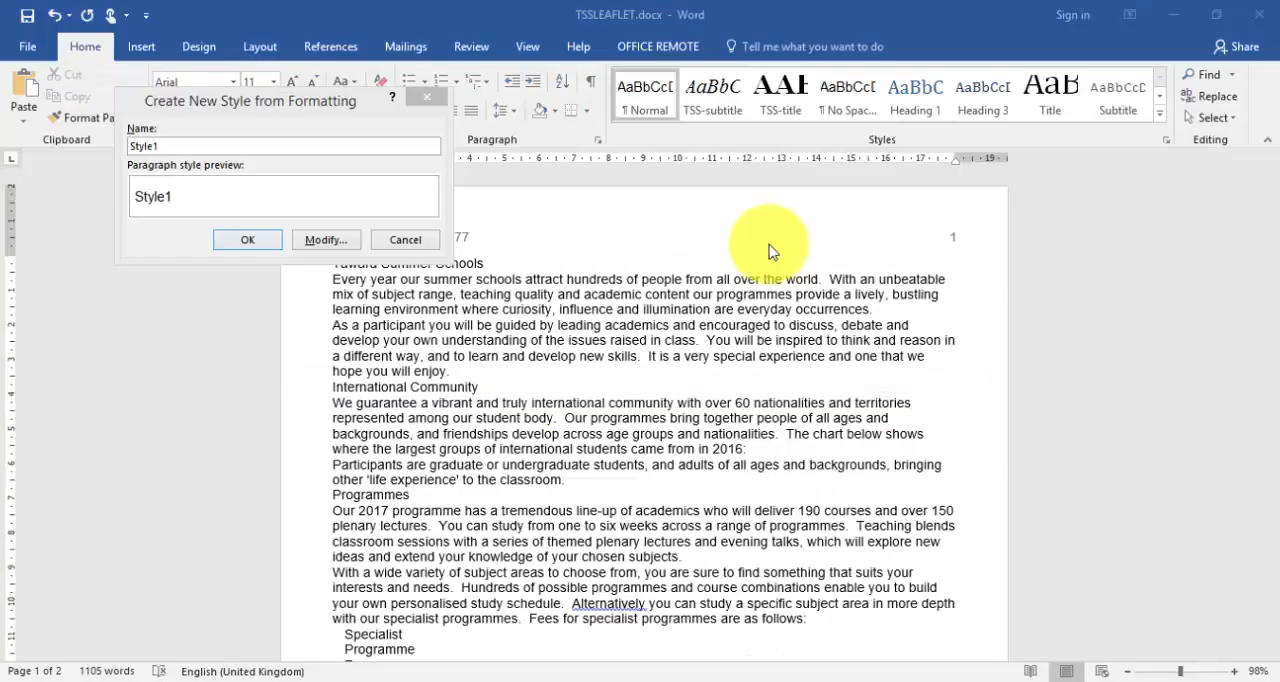 TSSLEAFLET.docx - Word
Sign in
File Home Insert Design Layout References Mailings Review View Help OFFICE REMOTE Tell me what you want to do Share
Paste
Cut
Copy
Format Pa
Clipboard
Arial 11
Paragraph
AaBbCcD AaBbC AAI AaBbCcD AaBbC AaBbCcD AaB AaBbCcD
¶ Normal TSS-subtitle TSS-title ¶ No Spac... Heading 1 Heading 3 Title Subtitle
Styles
Find
Replace
Select
Editing
Create New Style from Formatting
?
Name:
Style1
Paragraph style preview:
Style1
OK Modify... Cancel
4 5 6 7 8 9 10 11 12 13 14 15 16 17 19
77 1
Tawara Summer Schools
Every year our summer schools attract hundreds of people from all over the world. With an unbeatable
mix of subject range, teaching quality and academic content our programmes provide a lively, bustling
learning environment where curiosity, influence and illumination are everyday occurrences.
As a participant you will be guided by leading academics and encouraged to discuss, debate and
develop your own understanding of the issues raised in class. You will be inspired to think and reason in
a different way, and to learn and develop new skills. It is a very special experience and one that we
hope you will enjoy.
International Community
We guarantee a vibrant and truly international community with over 60 nationalities and territories
represented among our student body. Our programmes bring together people of all ages and
backgrounds, and friendships develop across age groups and nationalities. The chart below shows
where the largest groups of international students came from in 2016:
Participants are graduate or undergraduate students, and adults of all ages and backgrounds, bringing
other 'life experience' to the classroom.
Programmes
Our 2017 programme has a tremendous line-up of academics who will deliver 190 courses and over 150
plenary lectures. You can study from one to six weeks across a range of programmes. Teaching blends
classroom sessions with a series of themed plenary lectures and evening talks, which will explore new
ideas and extend your knowledge of your chosen subjects.
With a wide variety of subject areas to choose from, you are sure to find something that suits your
interests and needs. Hundreds of possible programmes and course combinations enable you to build
your own personalised study schedule. Alternatively you can study a specific subject area in more depth
with our specialist programmes. Fees for specialist programmes are as follows:
Specialist
Programme
Page 1 of 2 1105 words English (United Kingdom) 98%